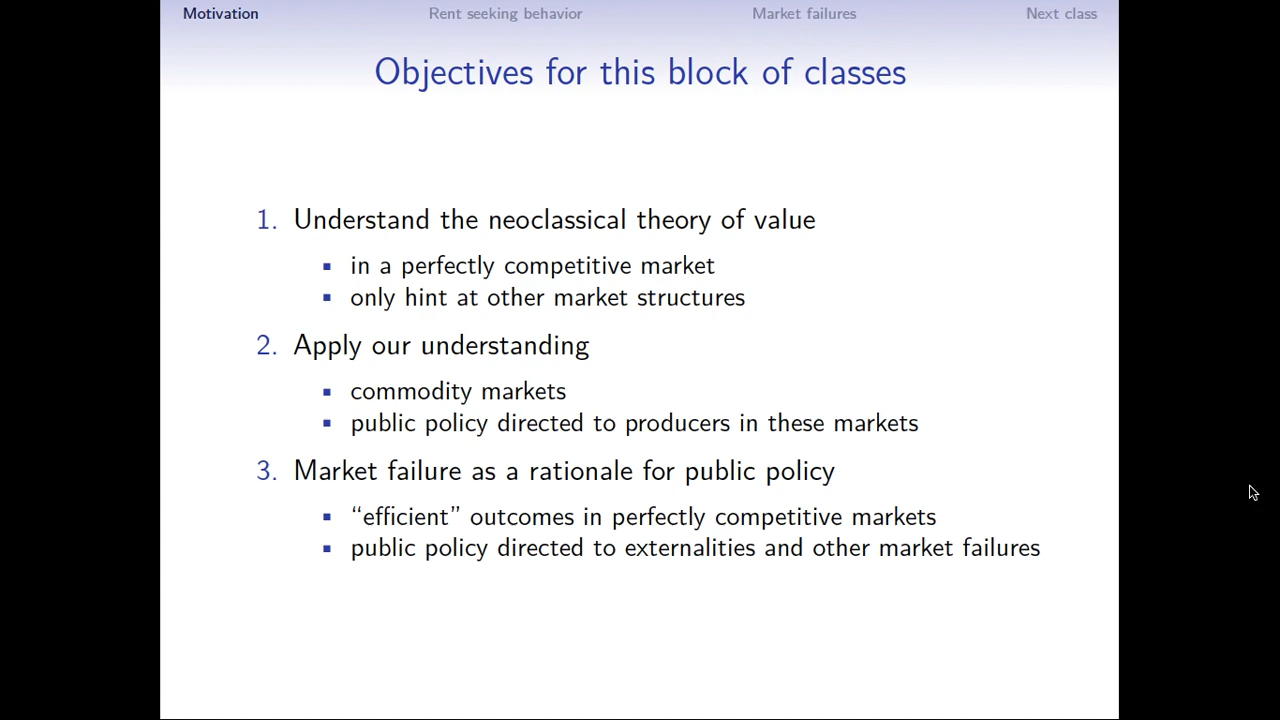 Motivation Rent seeking behavior Market failures Next class
Objectives for this block of classes
1. Understand the neoclassical theory of value
▪ in a perfectly competitive market
▪ only hint at other market structures
2. Apply our understanding
▪ commodity markets
▪ public policy directed to producers in these markets
3. Market failure as a rationale for public policy
▪ “efficient” outcomes in perfectly competitive markets
▪ public policy directed to externalities and other market failures